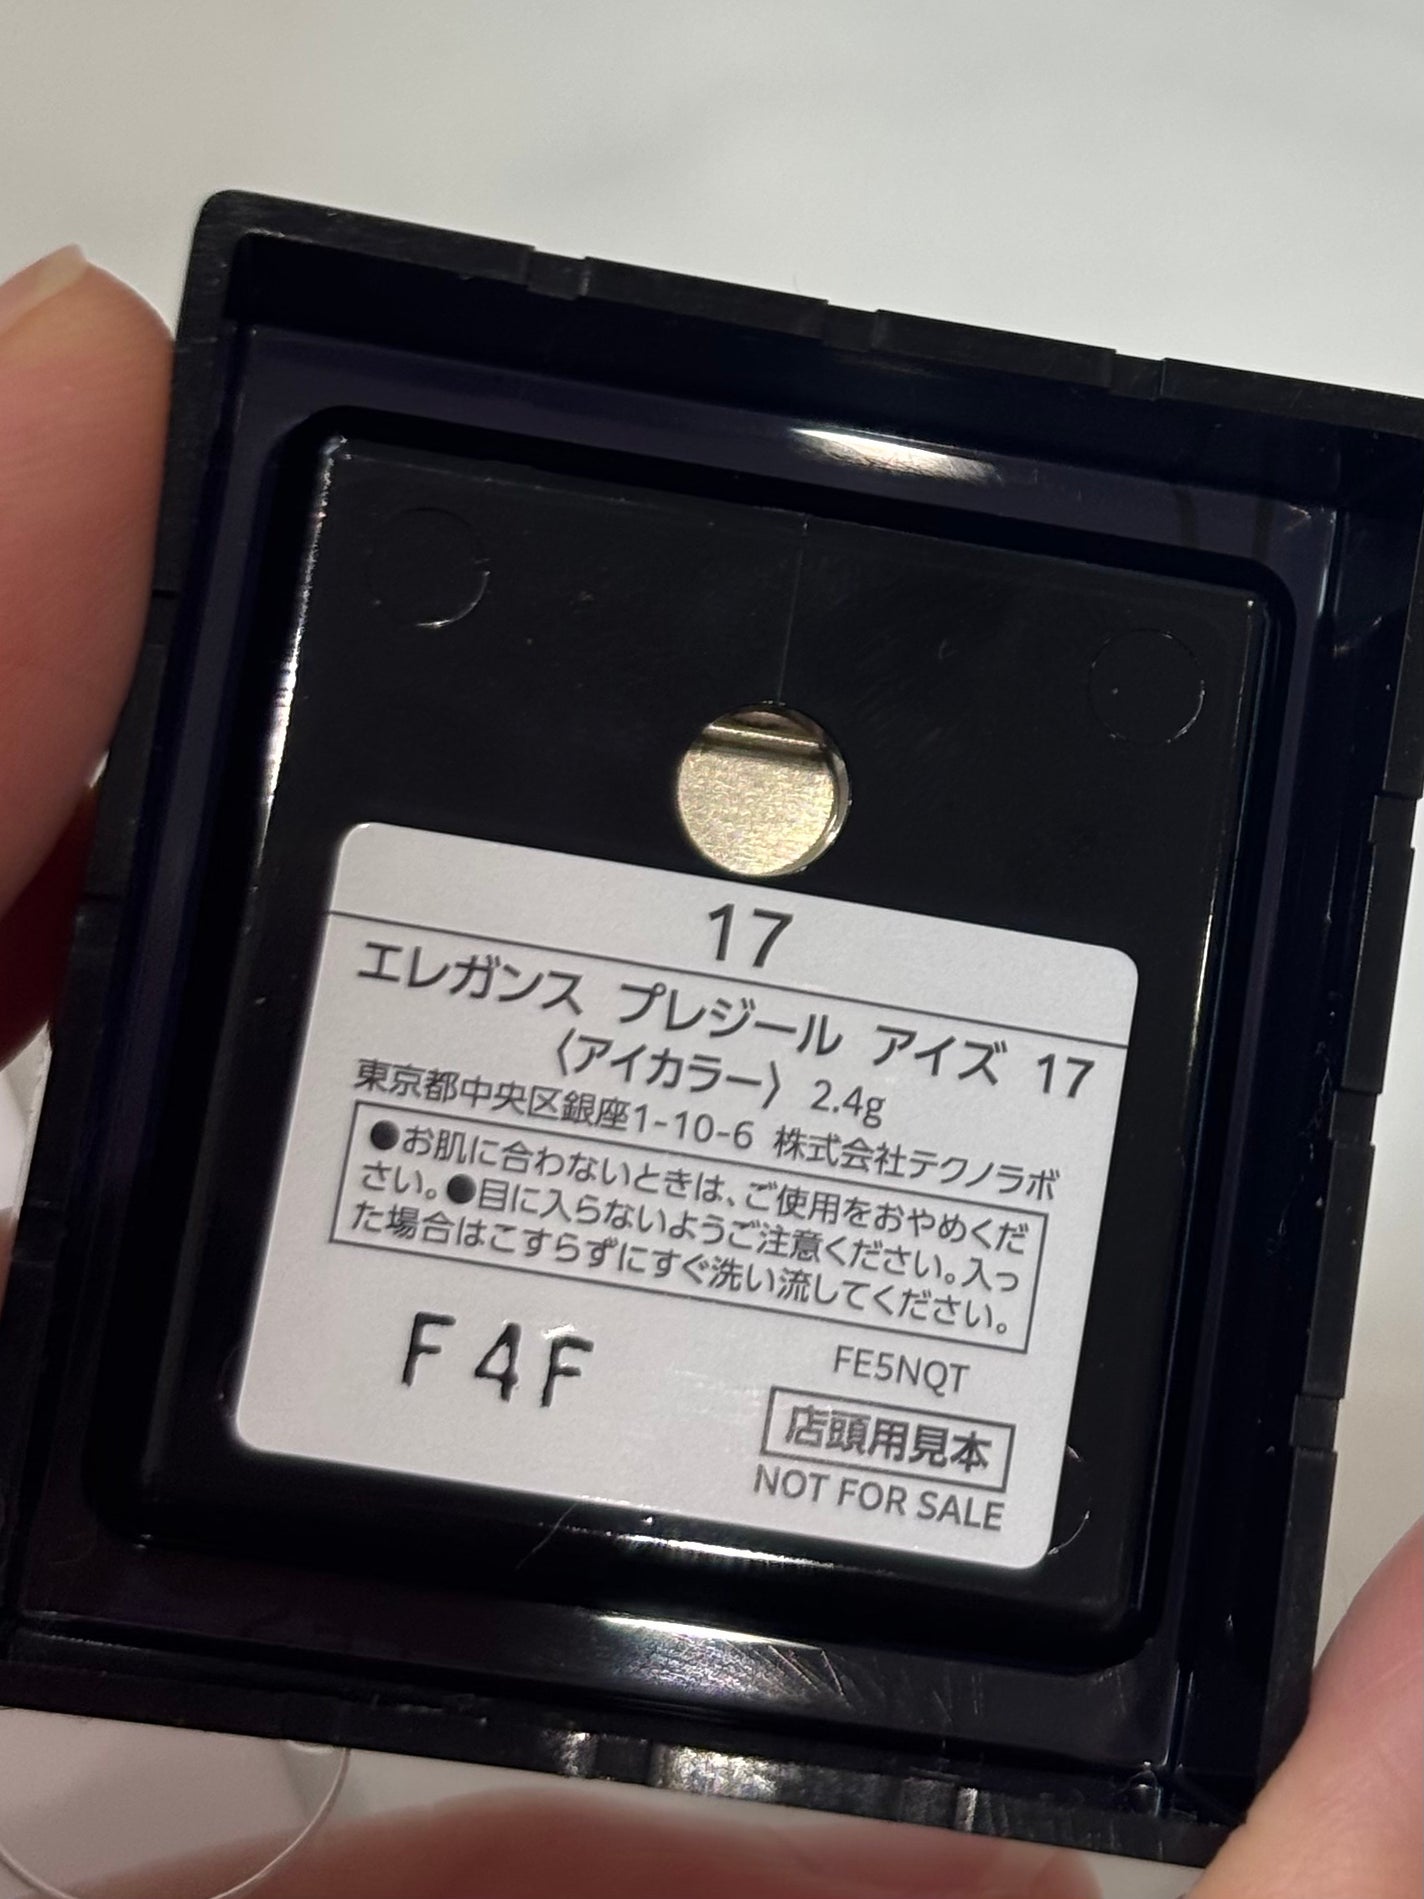 17
エレガンス プレジール アイズ 17
〈アイカラー〉 2.4g
東京都中央区銀座1-10-6 株式会社テクノラボ
●お肌に合わないときは、ご使用をおやめくだ
さい。●目に入らないようご注意ください。入っ
た場合はこすらずにすぐ洗い流してください。
F4F
FE5NQT
店頭用見本
NOT FOR SALE